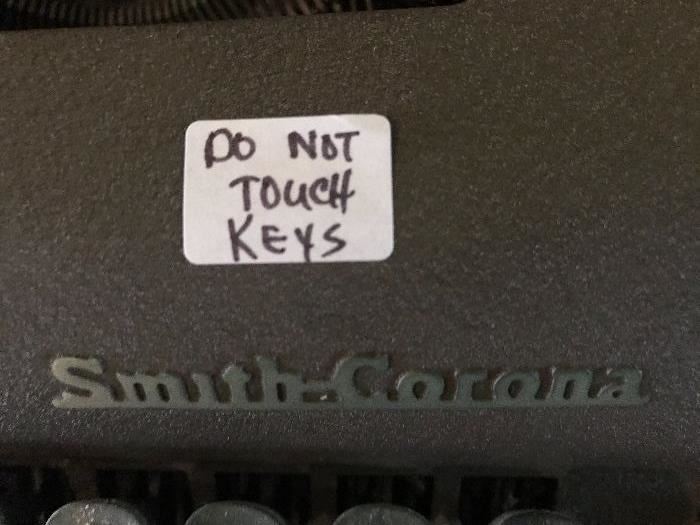 DO NOT
TOUCH
KEYS
Smith-Corona